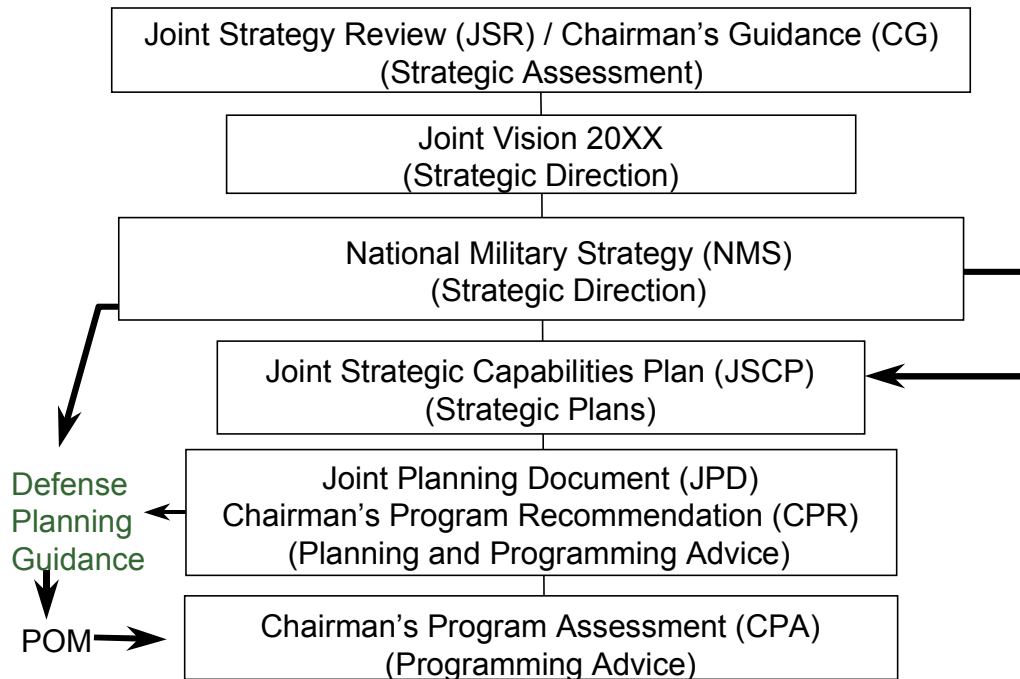 Joint Strategy Review (JSR) / Chairman’s Guidance (CG)
(Strategic Assessment)
Joint Vision 20XX
(Strategic Direction)
National Military Strategy (NMS)
(Strategic Direction)
Joint Strategic Capabilities Plan (JSCP)
(Strategic Plans)
Defense
Planning
Guidance
Joint Planning Document (JPD)
Chairman’s Program Recommendation (CPR)
(Planning and Programming Advice)
POM
Chairman’s Program Assessment (CPA)
(Programming Advice)